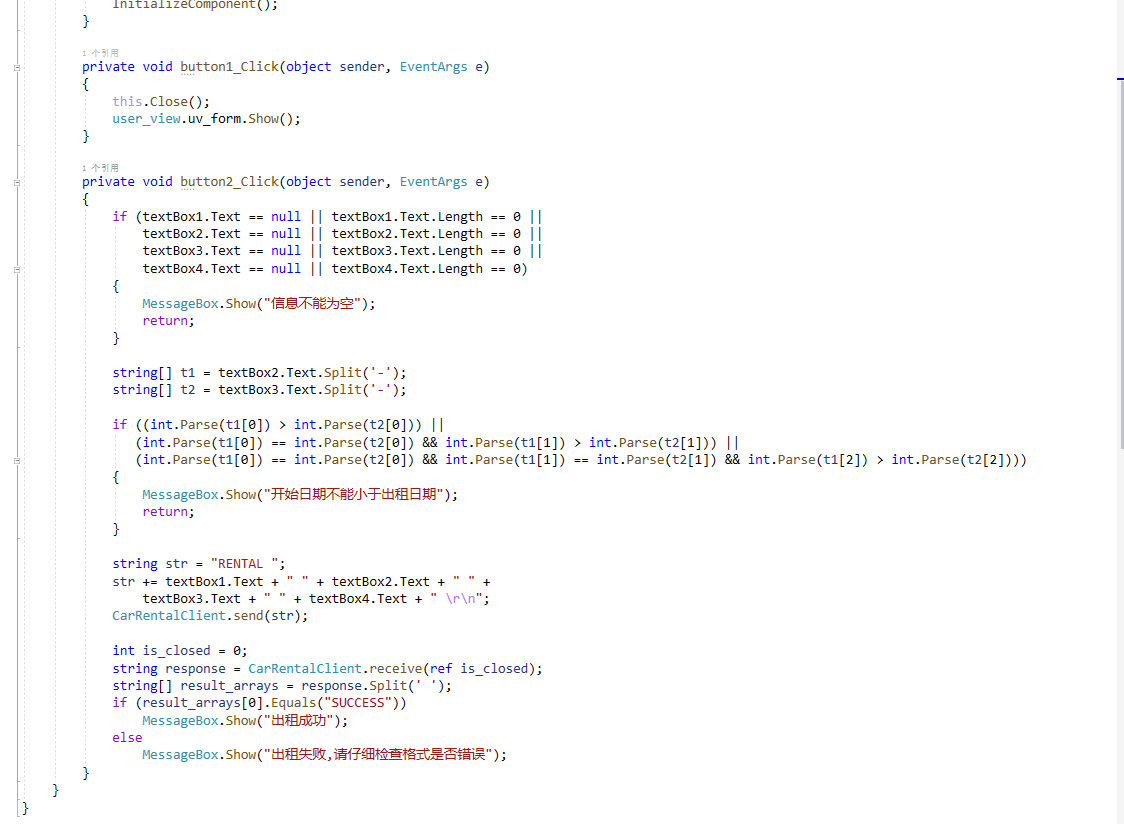 InitializeComponent();
}
1 个引用
private void button1_Click(object sender, EventArgs e)
{
this.Close();
user_view.uv_form.Show();
}
1 个引用
private void button2_Click(object sender, EventArgs e)
{
if (textBox1.Text == null || textBox1.Text.Length == 0 ||
textBox2.Text == null || textBox2.Text.Length == 0 ||
textBox3.Text == null || textBox3.Text.Length == 0 ||
textBox4.Text == null || textBox4.Text.Length == 0)
{
MessageBox.Show("信息不能为空");
return;
}
string[] t1 = textBox2.Text.Split('-');
string[] t2 = textBox3.Text.Split('-');
if ((int.Parse(t1[0]) > int.Parse(t2[0])) ||
(int.Parse(t1[0]) == int.Parse(t2[0]) && int.Parse(t1[1]) > int.Parse(t2[1])) ||
(int.Parse(t1[0]) == int.Parse(t2[0]) && int.Parse(t1[1]) == int.Parse(t2[1]) && int.Parse(t1[2]) > int.Parse(t2[2])))
{
MessageBox.Show("开始日期不能小于出租日期");
return;
}
string str = "RENTAL ";
str += textBox1.Text + " " + textBox2.Text + " " +
textBox3.Text + " " + textBox4.Text + " \r\n";
CarRentalClient.send(str);
int is_closed = 0;
string response = CarRentalClient.receive(ref is_closed);
string[] result_arrays = response.Split(' ');
if (result_arrays[0].Equals("SUCCESS"))
MessageBox.Show("出租成功");
else
MessageBox.Show("出租失败,请仔细检查格式是否错误");
}
}
}